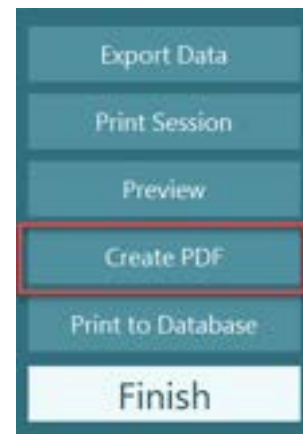 Export Data
Print Session
Preview
Create PDF
Print to Database
Finish